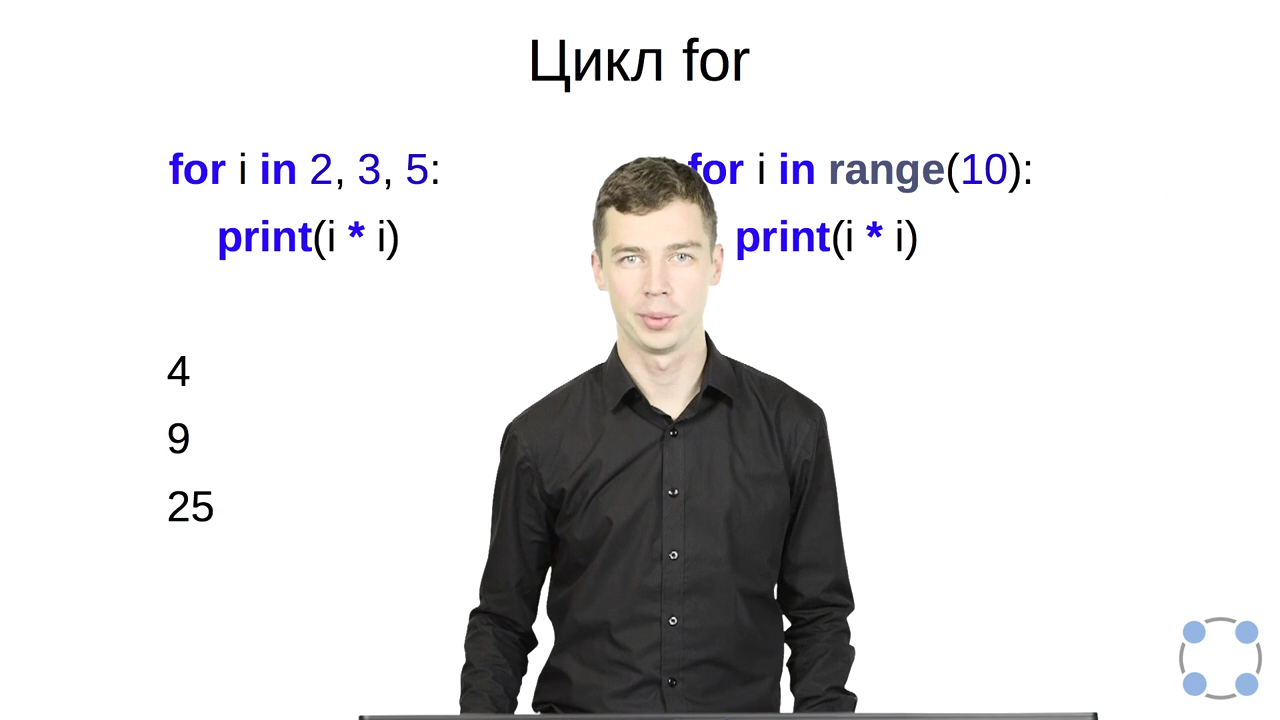 Цикл for
for i in 2, 3, 5:
print(i * i)
for i in range(10):
print(i * i)
4
9
25